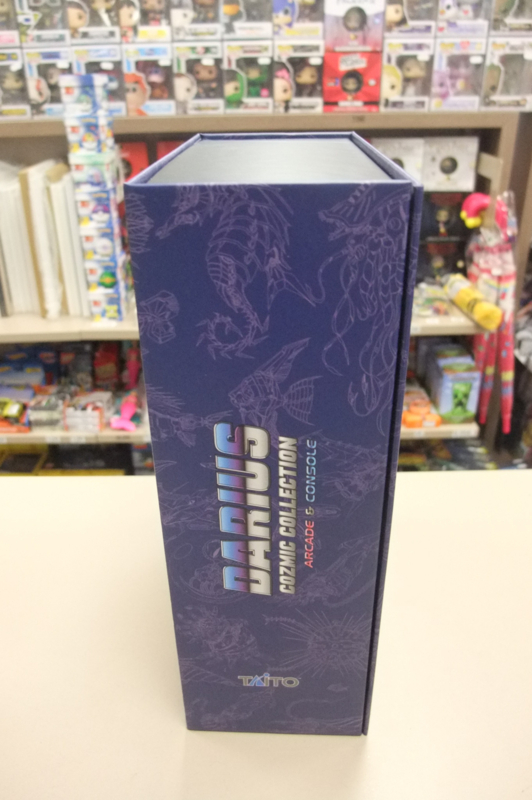 DARIUS
COZMIC COLLECTION
ARCADE & CONSOLE
TAITO